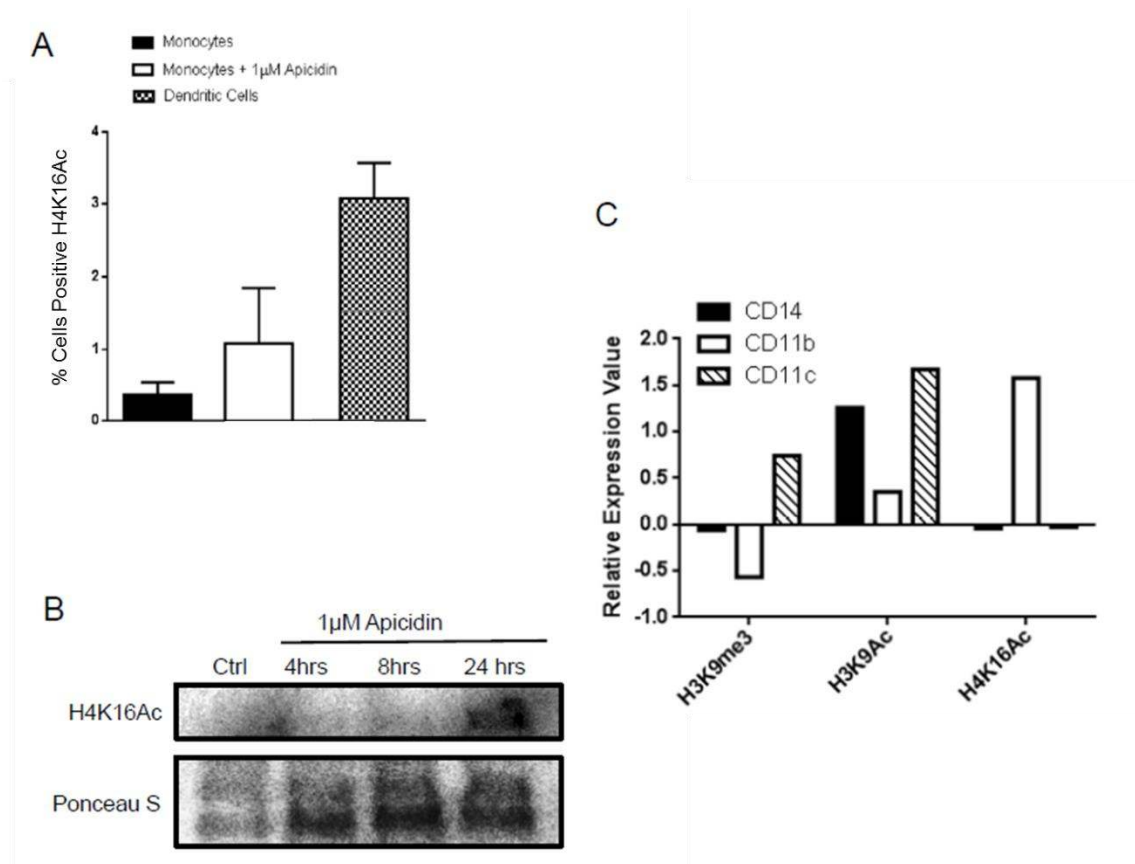 A
Monocytes
Monocytes + 1µM Apicidin
Dendritic Cells
% Cells Positive H4K16Ac
4
3
2
1
0
B
1µM Apicidin
Ctrl 4hrs 8hrs 24 hrs
H4K16Ac
Ponceau S
C
CD14
CD11b
CD11c
Relative Expression Value
2.0
1.5
1.0
0.5
0.0
-0.5
-1.0
H3K9me3 H3K9Ac H4K16Ac